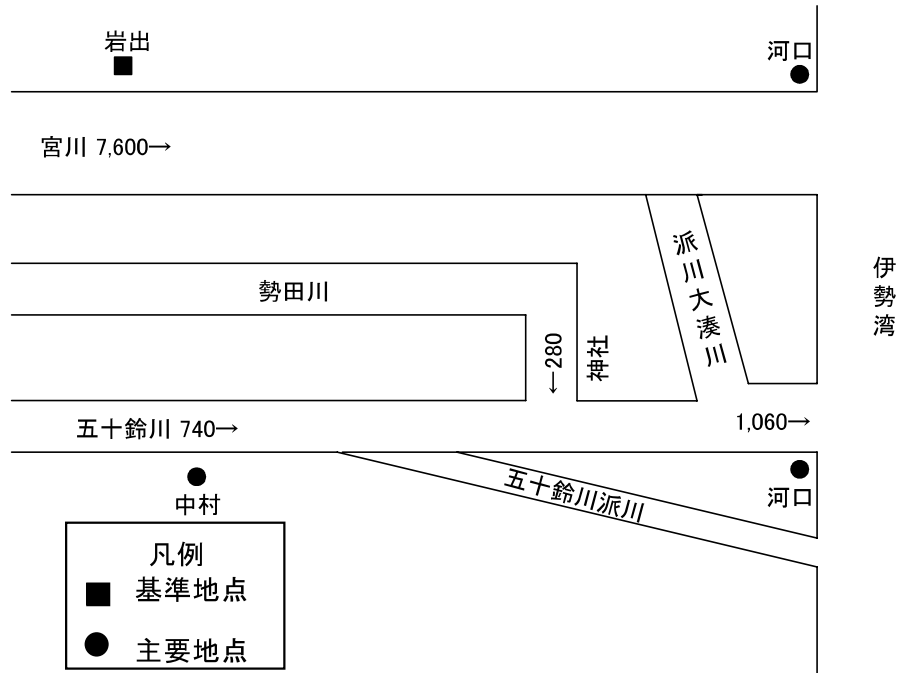 岩出
河口
宮川 7,600→
派川大湊川
伊勢湾
勢田川
←280
神社
五十鈴川 740→
1,060→
中村
五十鈴川派川
河口
凡例
基準地点
主要地点